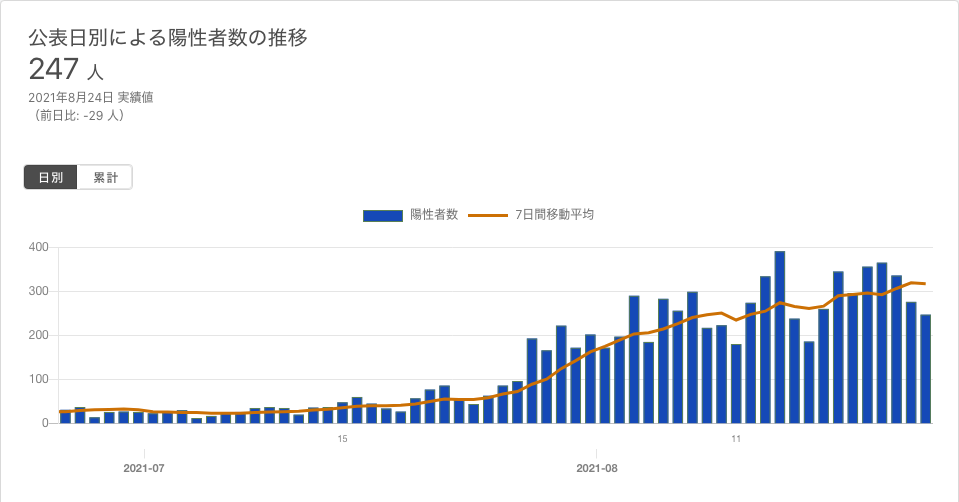 公表日別による陽性者数の推移
247 人
2021年8月24日 実績値
（前日比: -29 人）
日別 累計
陽性者数 7日間移動平均
400
300
200
100
0
15 11
2021-07 2021-08